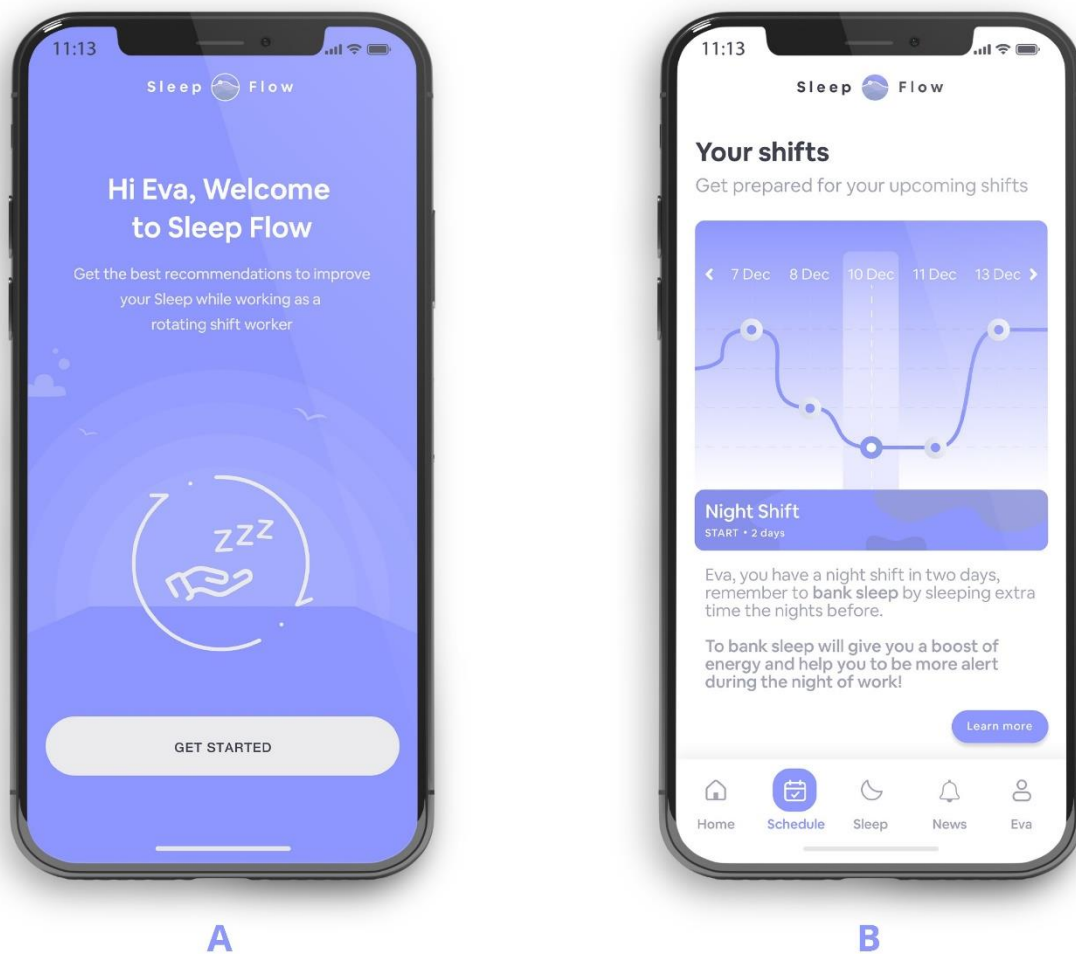 11:13
Sleep Flow
Hi Eva, Welcome
to Sleep Flow
Get the best recommendations to improve
your Sleep while working as a
rotating shift worker
zzz
GET STARTED
A
11:13
Sleep Flow
Your shifts
Get prepared for your upcoming shifts
7 Dec 8 Dec 10 Dec 11 Dec 13 Dec
Night Shift
START • 2 days
Eva, you have a night shift in two days,
remember to bank sleep by sleeping extra
time the nights before.
To bank sleep will give you a boost of
energy and help you to be more alert
during the night of work!
Learn more
Home Schedule Sleep News Eva
B